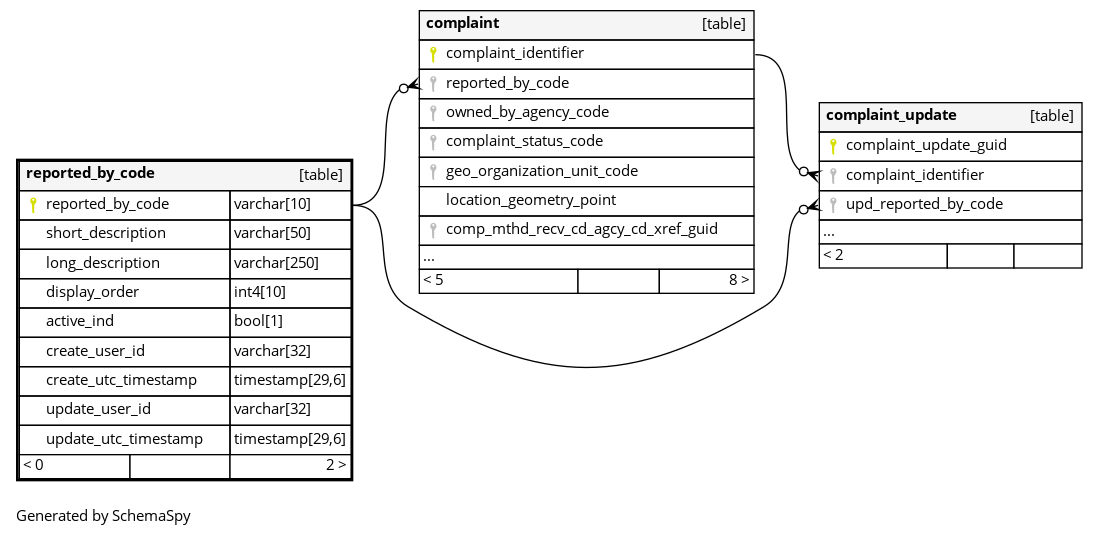 complaint [table]
complaint_identifier
reported_by_code
owned_by_agency_code
complaint_status_code
geo_organization_unit_code
location_geometry_point
comp_mthd_recv_cd_agcy_cd_xref_guid
...
< 5 8 >
complaint_update [table]
complaint_update_guid
complaint_identifier
upd_reported_by_code
...
< 2
reported_by_code [table]
reported_by_code varchar[10]
short_description varchar[50]
long_description varchar[250]
display_order int4[10]
active_ind bool[1]
create_user_id varchar[32]
create_utc_timestamp timestamp[29,6]
update_user_id varchar[32]
update_utc_timestamp timestamp[29,6]
< 0 2 >
Generated by SchemaSpy